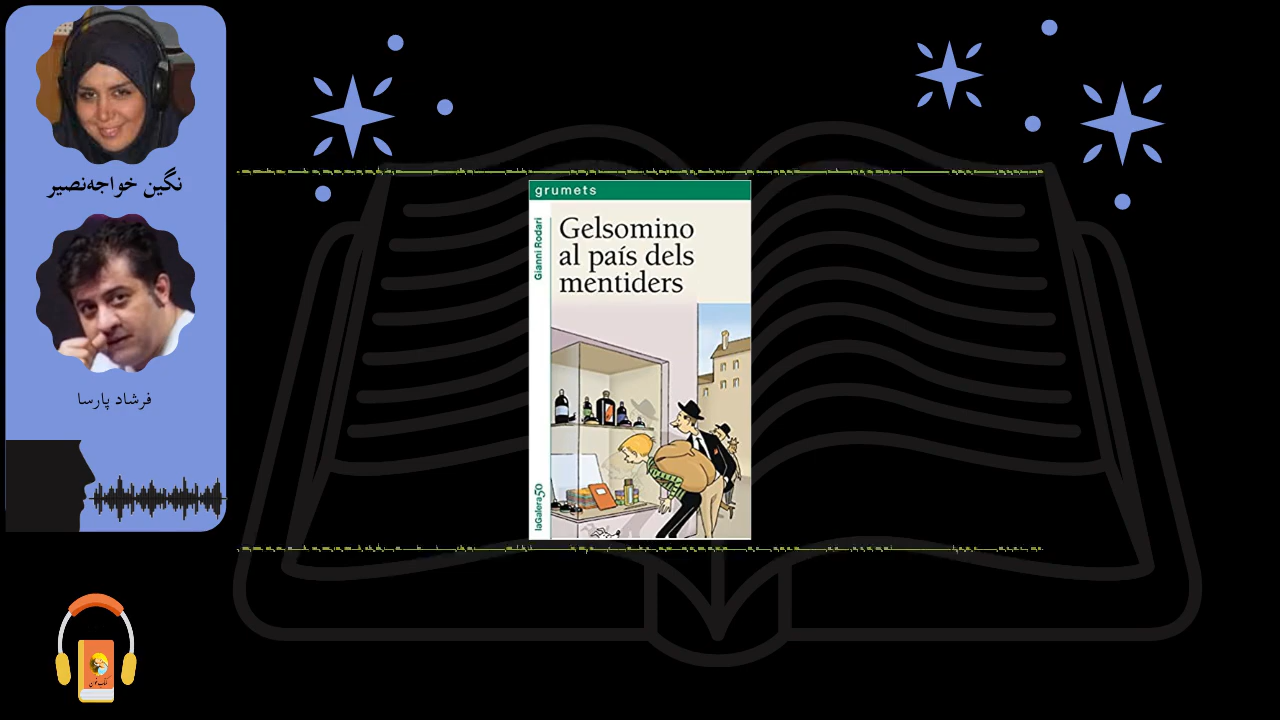 نگین خواجه‌نصیر
فرشاد پارسا
grumets
Gianni Rodari
Gelsomino
al país dels
mentiders
laGalera50